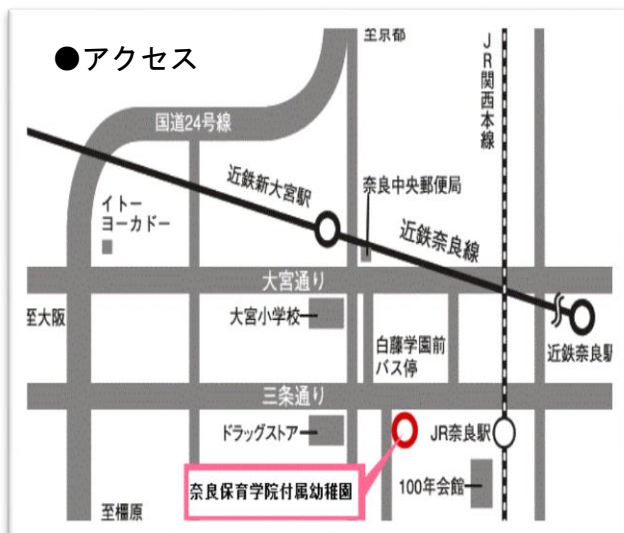 ●アクセス
至京都
JR関西本線
国道24号線
近鉄新大宮駅
奈良中央郵便局
イトー
ヨーカドー
近鉄奈良線
大宮通り
至大阪
大宮小学校
白藤学園前
バス停
近鉄奈良駅
三条通り
ドラッグストア
JR奈良駅
奈良保育学院付属幼稚園
100年会館
至橿原